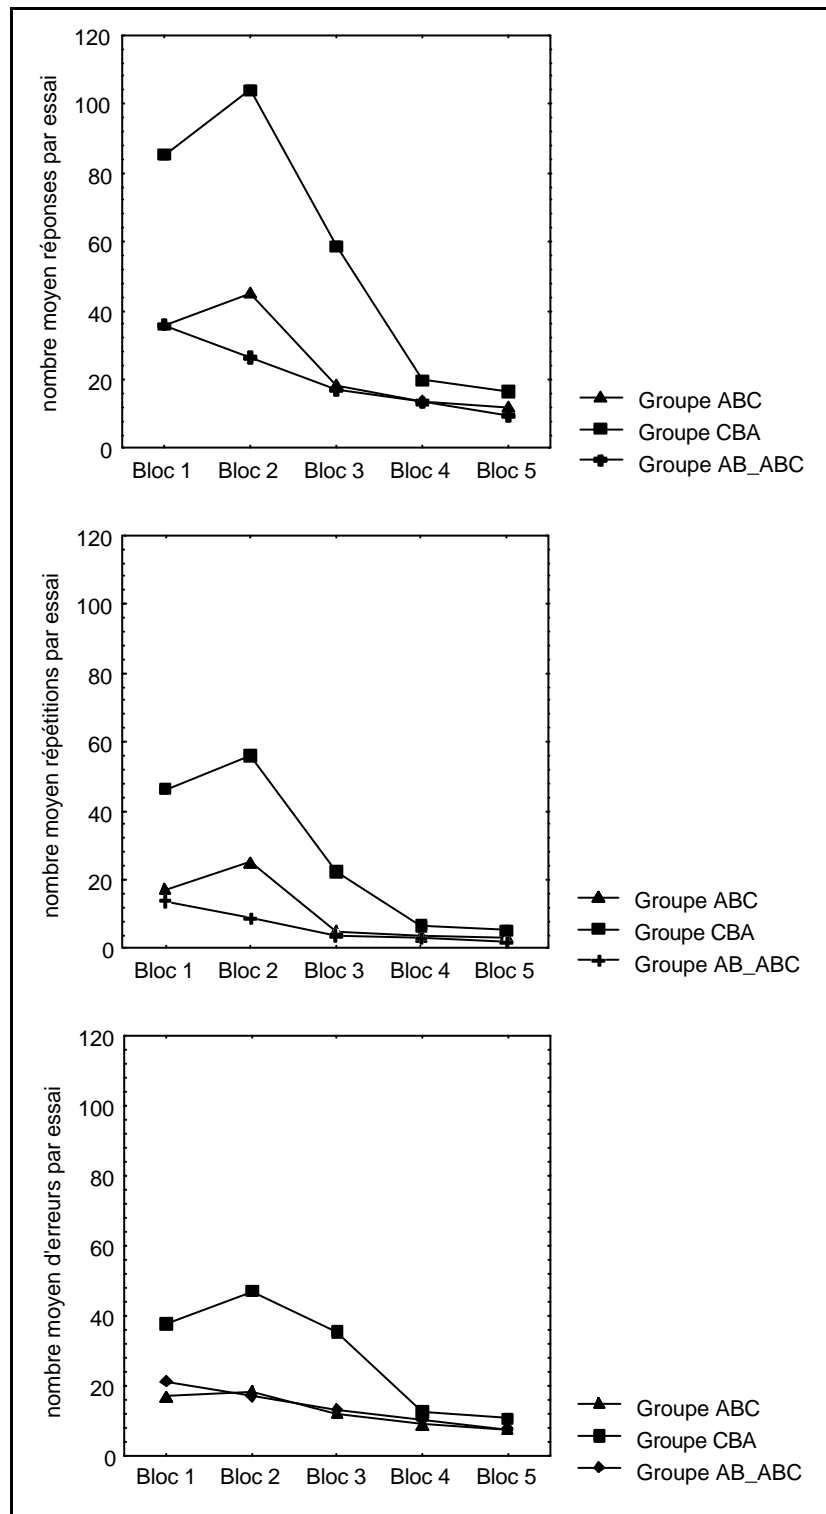 nombre moyen réponses par essai
120
100
80
60
40
20
0
Bloc 1 Bloc 2 Bloc 3 Bloc 4 Bloc 5
Groupe ABC
Groupe CBA
Groupe AB_ABC
nombre moyen répétitions par essai
120
100
80
60
40
20
0
Bloc 1 Bloc 2 Bloc 3 Bloc 4 Bloc 5
Groupe ABC
Groupe CBA
Groupe AB_ABC
nombre moyen d'erreurs par essai
120
100
80
60
40
20
0
Bloc 1 Bloc 2 Bloc 3 Bloc 4 Bloc 5
Groupe ABC
Groupe CBA
Groupe AB_ABC